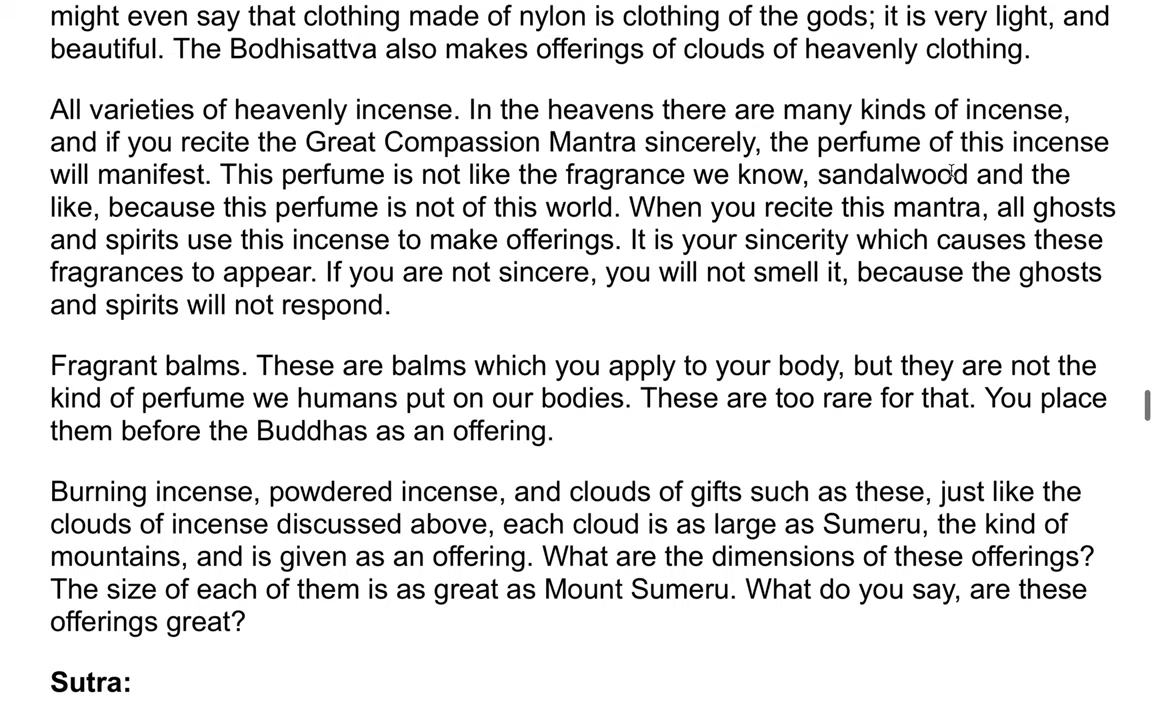 might even say that clothing made of nylon is clothing of the gods; it is very light, and
beautiful. The Bodhisattva also makes offerings of clouds of heavenly clothing.
All varieties of heavenly incense. In the heavens there are many kinds of incense,
and if you recite the Great Compassion Mantra sincerely, the perfume of this incense
will manifest. This perfume is not like the fragrance we know, sandalwood and the
like, because this perfume is not of this world. When you recite this mantra, all ghosts
and spirits use this incense to make offerings. It is your sincerity which causes these
fragrances to appear. If you are not sincere, you will not smell it, because the ghosts
and spirits will not respond.
Fragrant balms. These are balms which you apply to your body, but they are not the
kind of perfume we humans put on our bodies. These are too rare for that. You place
them before the Buddhas as an offering.
Burning incense, powdered incense, and clouds of gifts such as these, just like the
clouds of incense discussed above, each cloud is as large as Sumeru, the kind of
mountains, and is given as an offering. What are the dimensions of these offerings?
The size of each of them is as great as Mount Sumeru. What do you say, are these
offerings great?
Sutra: